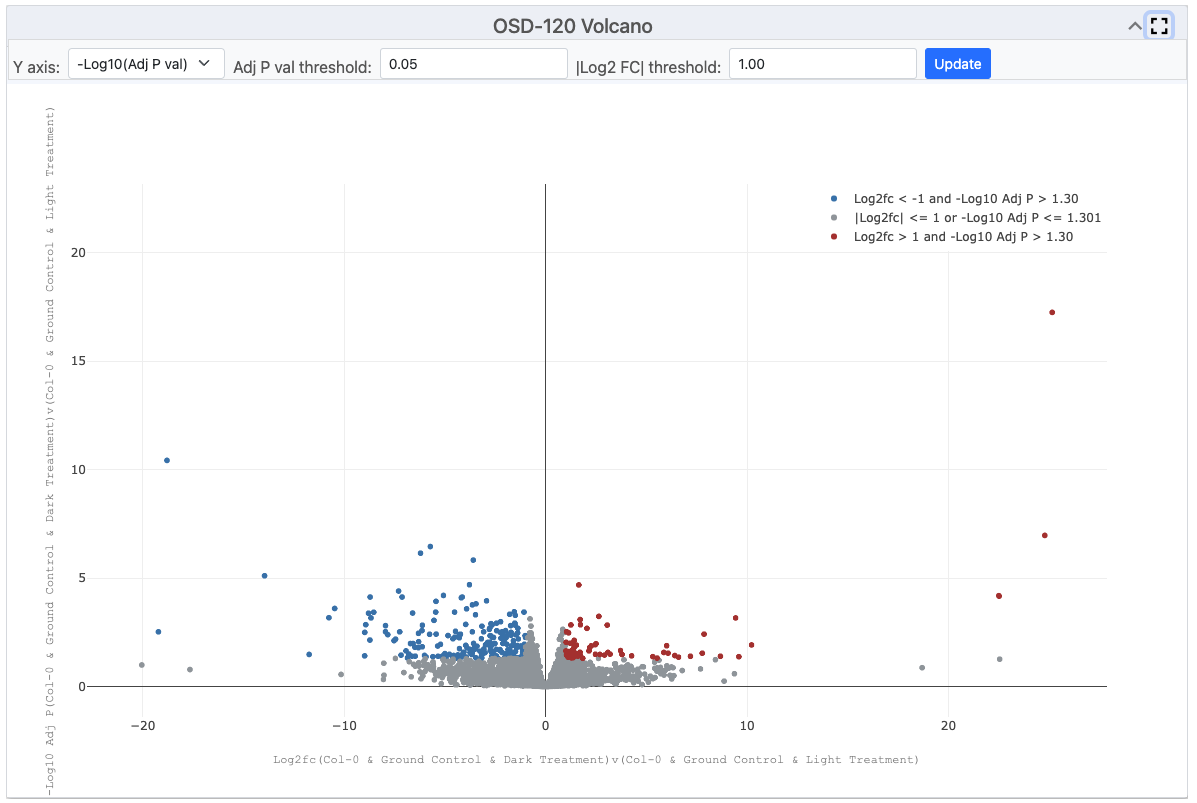 OSD-120 Volcano
Y axis: -Log10(Adj P val) Adj P val threshold: 0.05 |Log2 FC| threshold: 1.00 Update
-Log10 Adj P(Col-0 & Ground Control & Dark Treatment)v(Col-0 & Ground Control & Light Treatment)
Log2fc < -1 and -Log10 Adj P > 1.30
|Log2fc| <= 1 or -Log10 Adj P <= 1.301
Log2fc > 1 and -Log10 Adj P > 1.30
20
15
10
5
0
−20 −10 0 10 20
Log2fc(Col-0 & Ground Control & Dark Treatment)v(Col-0 & Ground Control & Light Treatment)